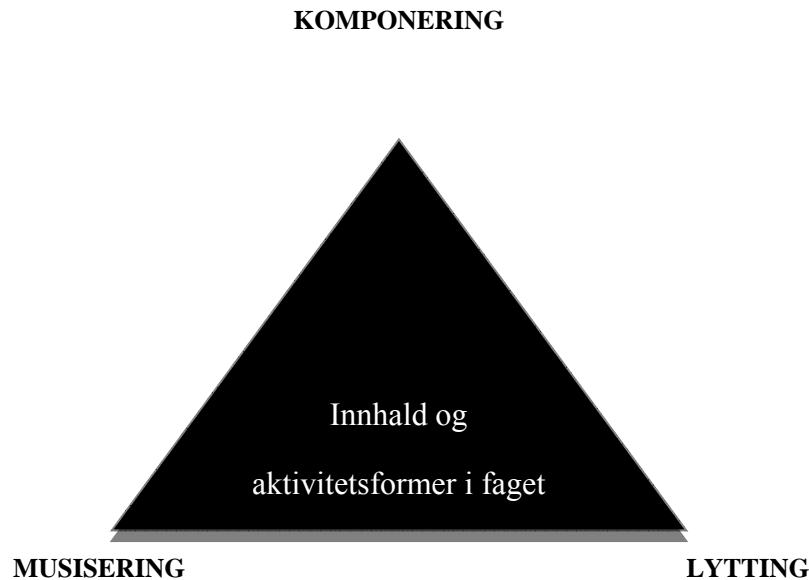 KOMPONERING
Innhald og
aktivitetsformer i faget
MUSISERING LYTTING